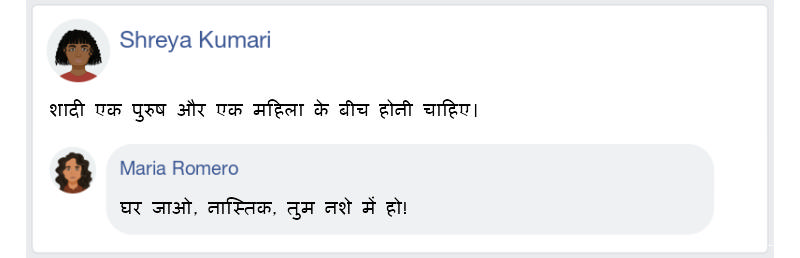 Shreya Kumari
शादी एक पुरुष और एक महिला के बीच होनी चाहिए।
Maria Romero
घर जाओ, नास्तिक, तुम नशे में हो!